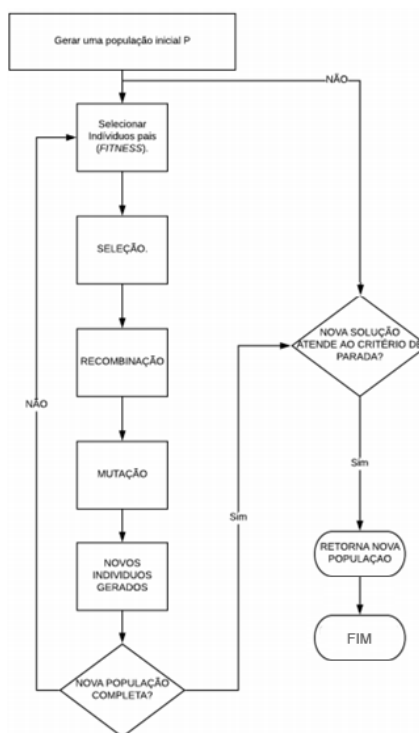 Gerar uma população inicial P
NÃO
Selecionar
Indíviduos pais
(FITNESS).
SELEÇÃO.
RECOMBINAÇÃO
MUTAÇÃO
NOVOS
INDIVIDUOS
GERADOS
NOVA POPULAÇÃO
COMPLETA?
NÃO
Sim
NOVA SOLUÇÃO
ATENDE AO CRITÉRIO DE
PARADA?
Sim
RETORNA NOVA
POPULAÇAO
FIM